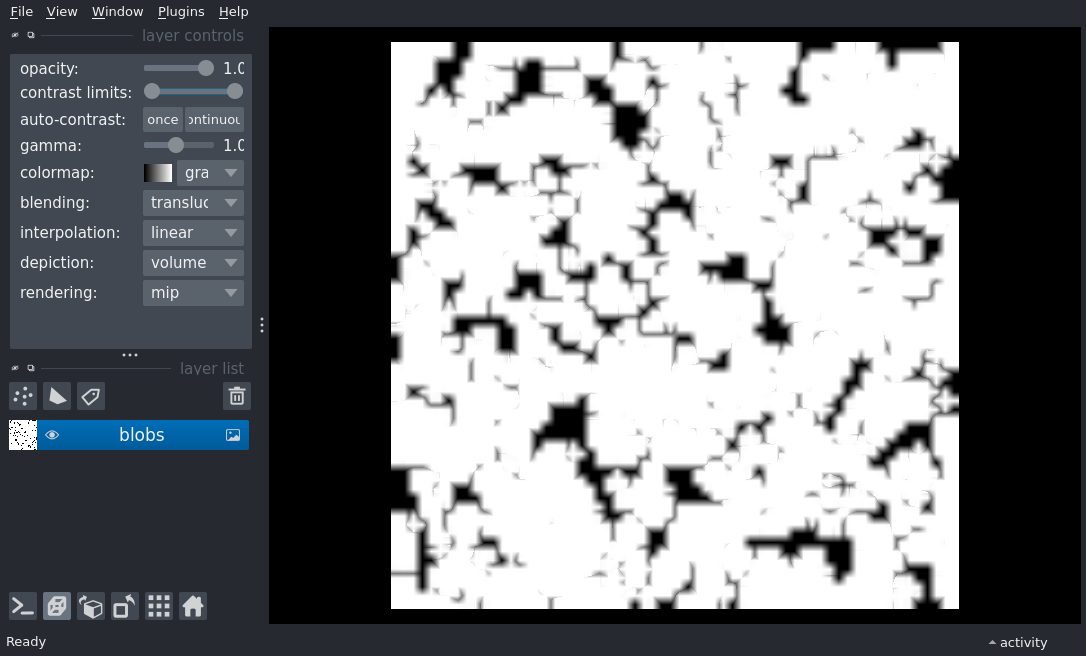 File View Window Plugins Help
layer controls
opacity: 1.0
contrast limits:
auto-contrast: once ontinuou
gamma: 1.0
colormap: gra
blending: transluc
interpolation: linear
depiction: volume
rendering: mip
layer list
blobs
Ready activity